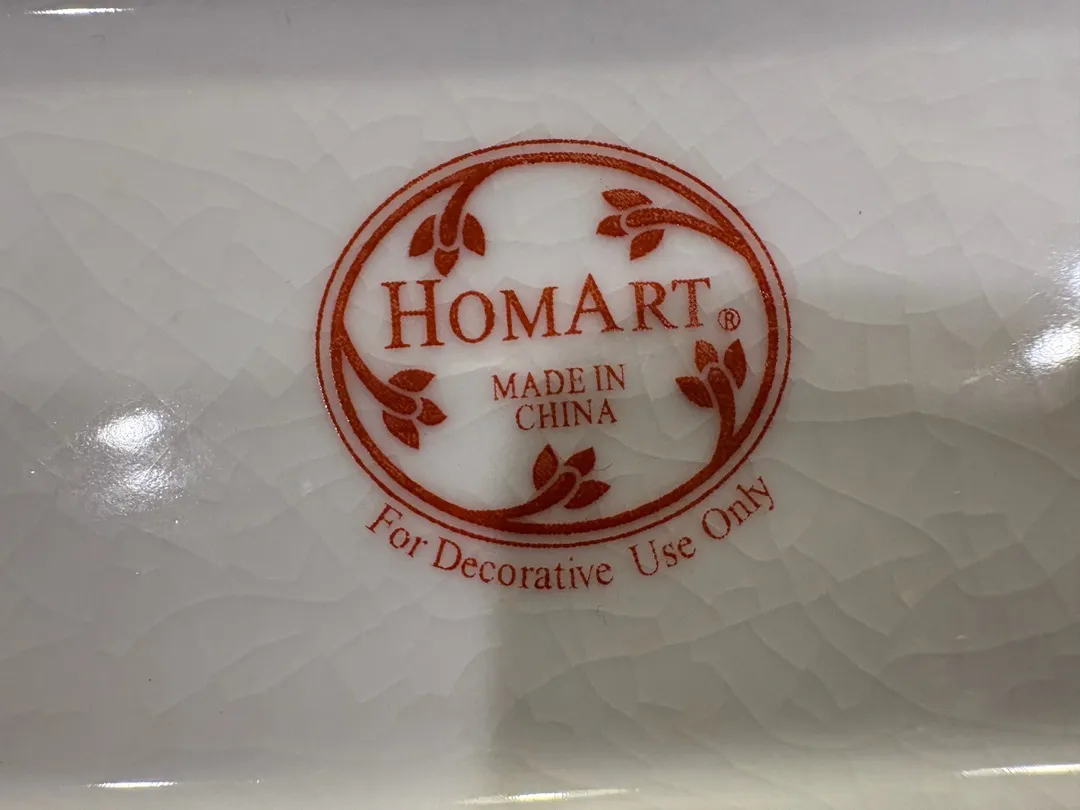 HOMART®
MADE IN
CHINA
For Decorative Use Only